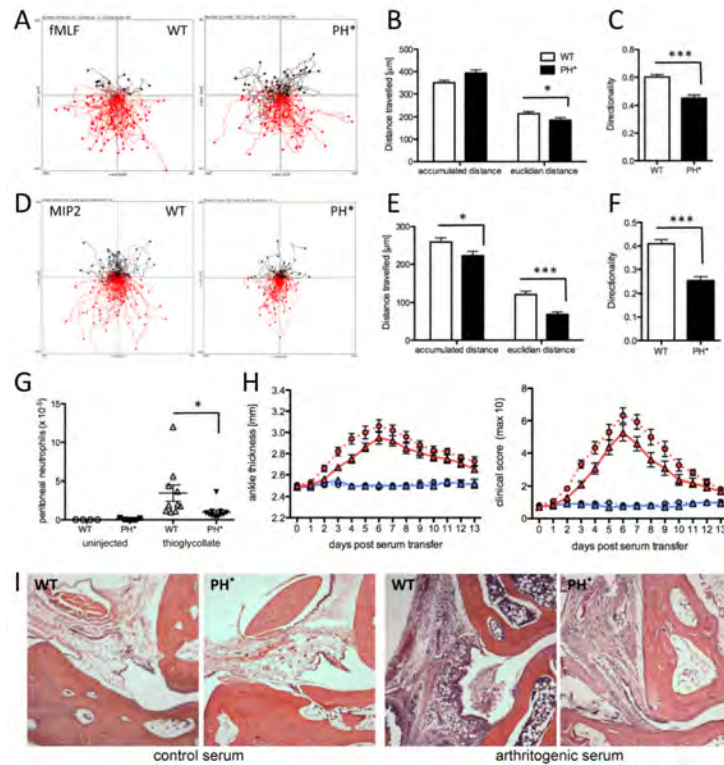 A
fMLF
WT
PH*
B
Distance travelled [µm]
400
300
200
100
0
accumulated distance
euclidian distance
*
WT
PH*
C
Directionality
0.8
0.6
0.4
0.2
0.0
***
WT
PH*
D
MIP2
WT
PH*
E
Distance travelled [µm]
300
200
100
0
accumulated distance
euclidian distance
*
***
F
Directionality
0.5
0.4
0.3
0.2
0.1
0.0
***
WT
PH*
G
peritoneal neutrophils (x 10⁻⁵)
15
10
5
0
*
WT
PH*
WT
PH*
uninjected
thioglycollate
H
ankle thickness [mm]
3.4
3.2
3.0
2.8
2.6
2.4
2.2
0 1 2 3 4 5 6 7 8 9 10 11 12 13
days post serum transfer
clinical score (max 10)
8
6
4
2
0
0 1 2 3 4 5 6 7 8 9 10 11 12 13
days post serum transfer
I
WT
PH*
WT
PH*
control serum
arthritogenic serum